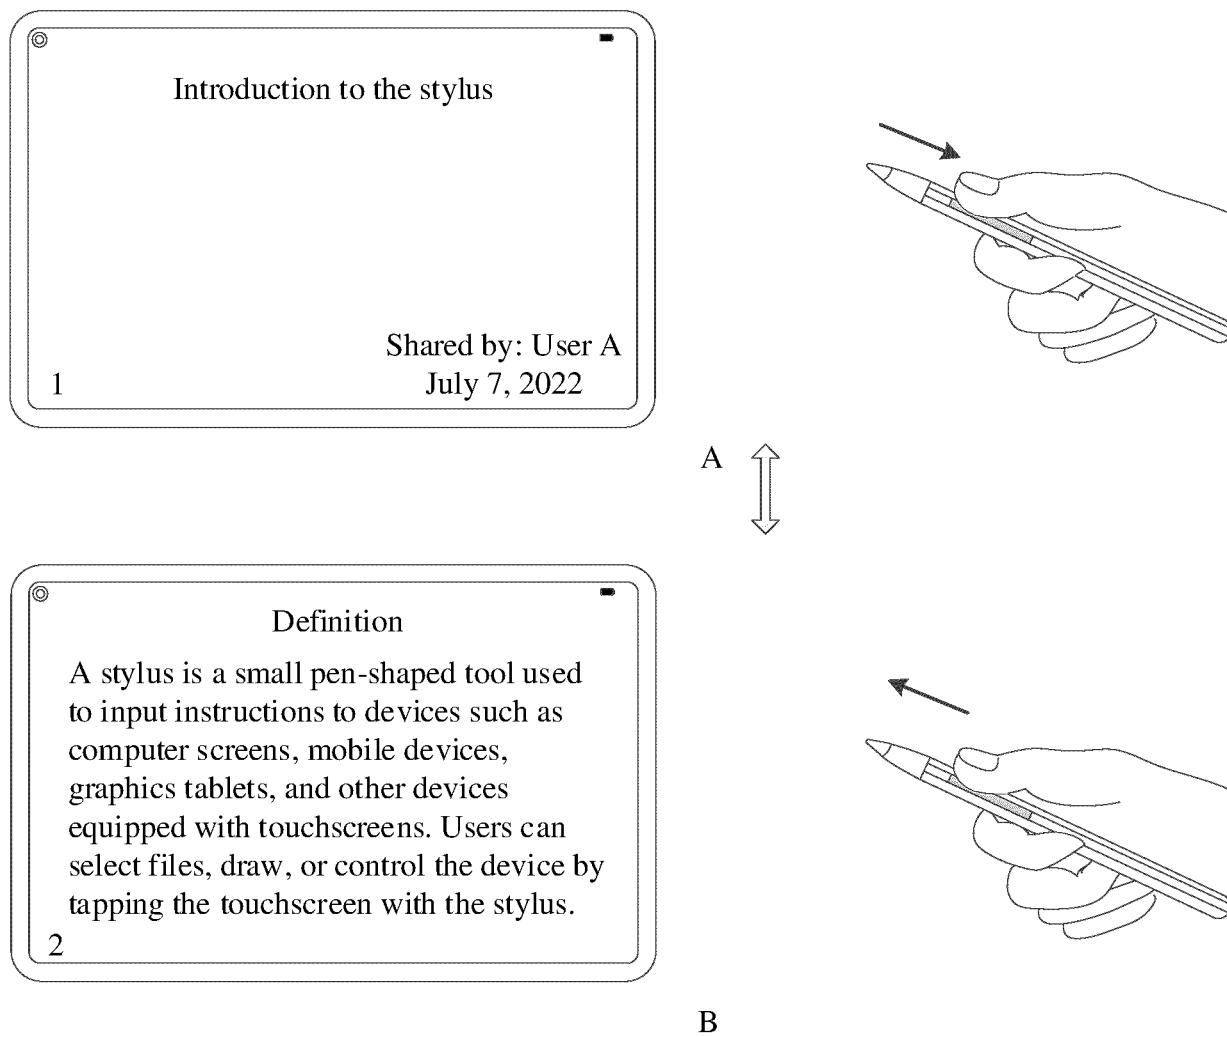 Introduction to the stylus
Shared by: User A
July 7, 2022
1
A
Definition
A stylus is a small pen-shaped tool used
to input instructions to devices such as
computer screens, mobile devices,
graphics tablets, and other devices
equipped with touchscreens. Users can
select files, draw, or control the device by
tapping the touchscreen with the stylus.
2
B